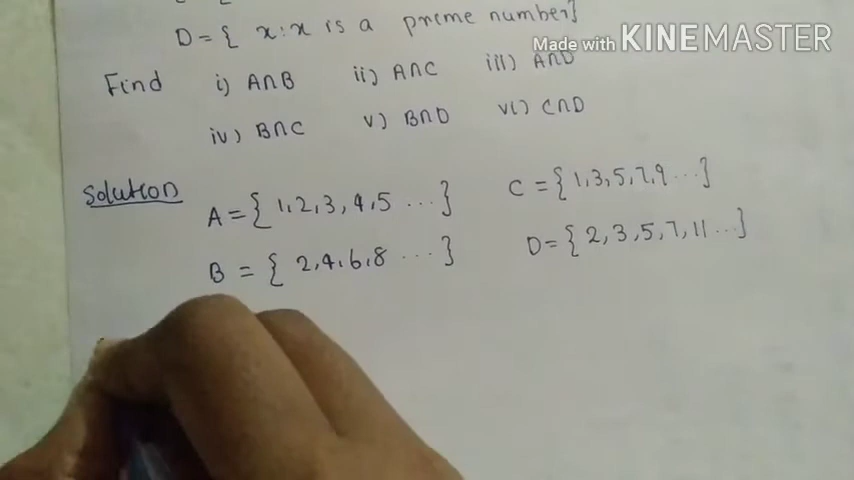 D = { x : x is a prime number}
Made with KINEMASTER
Find i) A∩B ii) A∩C iii) A∩D
iv) B∩C v) B∩D vi) C∩D
Solution A = { 1, 2, 3, 4, 5 ... } C = { 1, 3, 5, 7, 9 ... }
B = { 2, 4, 6, 8 ... } D = { 2, 3, 5, 7, 11 ... }